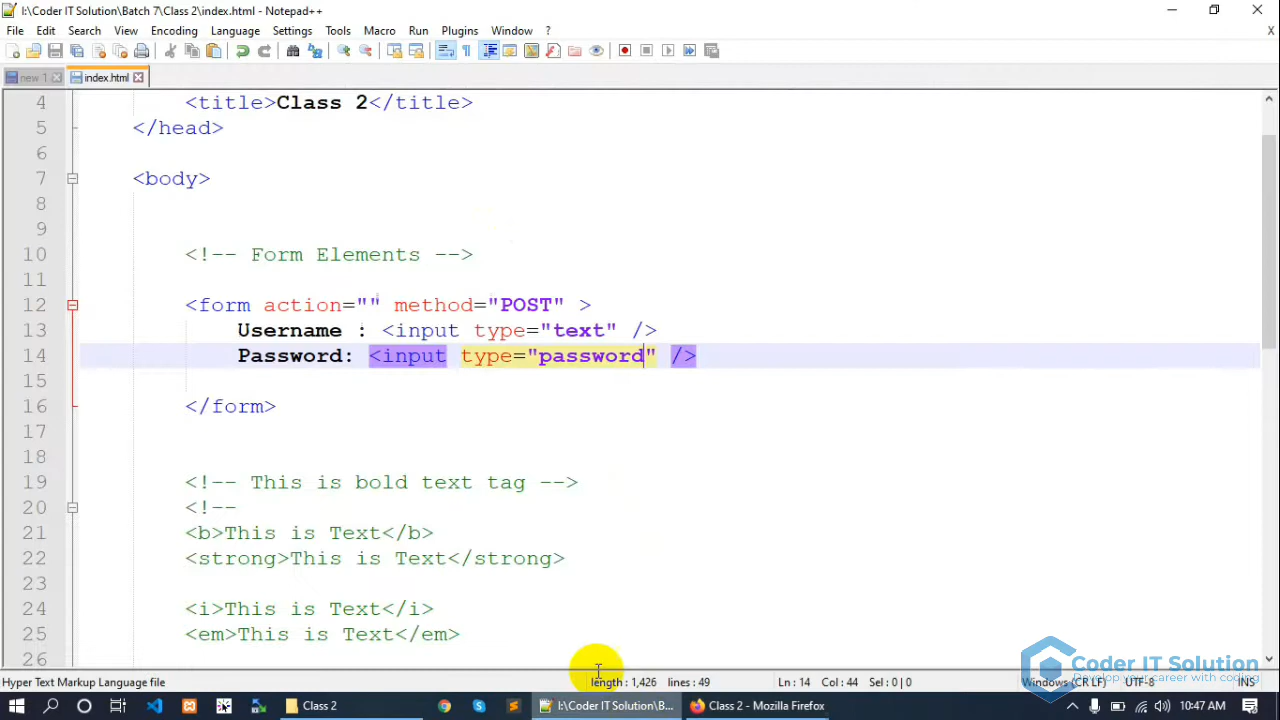 I:\Coder IT Solution\Batch 7\Class 2\index.html - Notepad++
File Edit Search View Encoding Language Settings Tools Macro Run Plugins Window ?
X
new 1 index.html
4 <title>Class 2</title>
5 </head>
6
7 <body>
8
9
10 <!-- Form Elements -->
11
12 <form action="" method="POST" >
13 Username : <input type="text" />
14 Password: <input type="password" />
15
16 </form>
17
18
19 <!-- This is bold text tag -->
20 <!--
21 <b>This is Text</b>
22 <strong>This is Text</strong>
23
24 <i>This is Text</i>
25 <em>This is Text</em>
26
Coder IT Solution
Develop your career with coding
Hyper Text Markup Language file length : 1,426 lines : 49 Ln : 14 Col : 44 Sel : 0 | 0 Windows (CR LF) UTF-8 INS
Class 2 I:\Coder IT Solution\B... Class 2 - Mozilla Firefox 10:47 AM